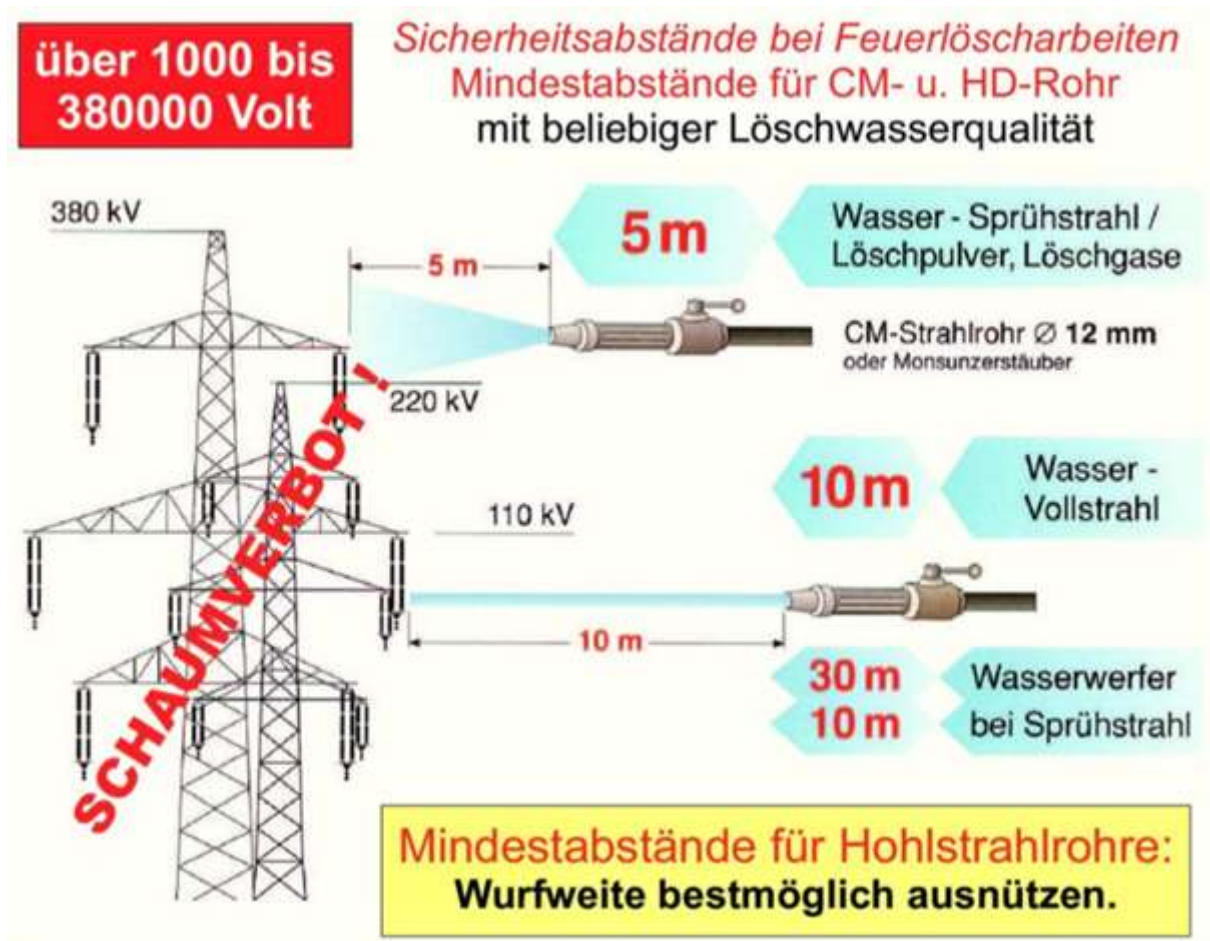 über 1000 bis
380000 Volt
Sicherheitsabstände bei Feuerlöscharbeiten
Mindestabstände für CM- u. HD-Rohr
mit beliebiger Löschwasserqualität
380 kV
5 m
5 m
Wasser - Sprühstrahl /
Löschpulver, Löschgase
CM-Strahlrohr ∅ 12 mm
oder Monsunzerstäuber
220 kV
SCHAUMVERBOT !
110 kV
10 m
Wasser -
Vollstrahl
10 m
30 m Wasserwerfer
10 m bei Sprühstrahl
Mindestabstände für Hohlstrahlrohre:
Wurfweite bestmöglich ausnützen.